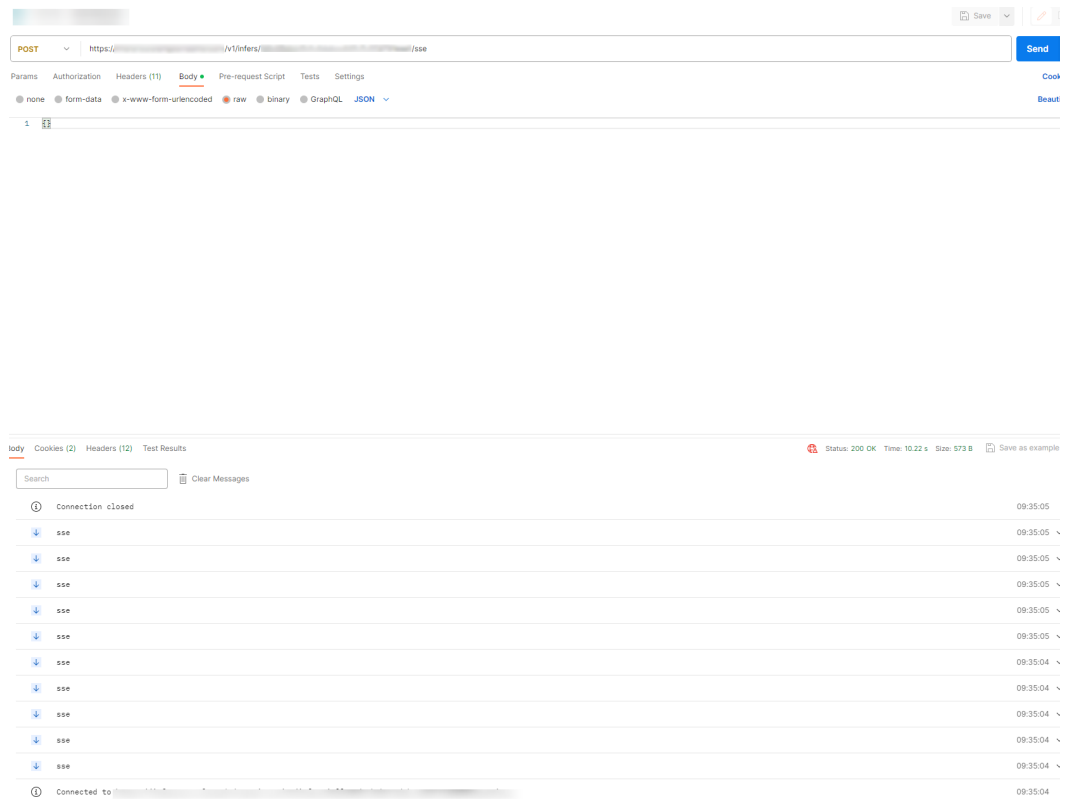 Save
POST https:// /v1/infers/ /sse Send
Params Authorization Headers (11) Body Pre-request Script Tests Settings Cook
none form-data x-www-form-urlencoded raw binary GraphQL JSON Beauti
1 {}
lody Cookies (2) Headers (12) Test Results Status: 200 OK Time: 10.22 s Size: 573 B Save as example
Search Clear Messages
Connection closed 09:35:05
sse 09:35:05
sse 09:35:05
sse 09:35:05
sse 09:35:05
sse 09:35:05
sse 09:35:04
sse 09:35:04
sse 09:35:04
sse 09:35:04
sse 09:35:04
Connected to 09:35:04